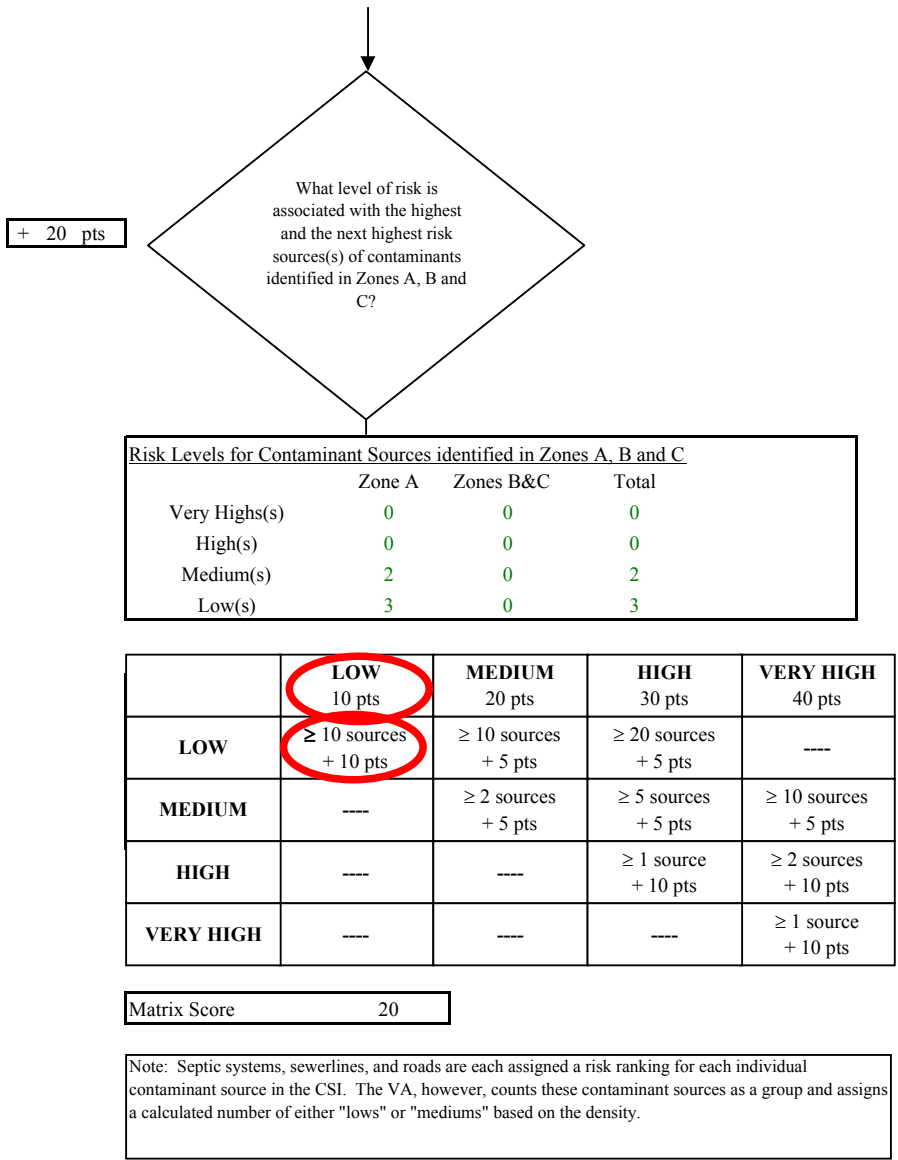 What level of risk is
associated with the highest
and the next highest risk
sources(s) of contaminants
identified in Zones A, B and
C?
+ 20 pts
Risk Levels for Contaminant Sources identified in Zones A, B and C
Zone A Zones B&C Total
Very Highs(s) 0 0 0
High(s) 0 0 0
Medium(s) 2 0 2
Low(s) 3 0 3
LOW MEDIUM HIGH VERY HIGH
10 pts 20 pts 30 pts 40 pts
LOW ≥ 10 sources ≥ 10 sources ≥ 20 sources ----
+ 10 pts + 5 pts + 5 pts
MEDIUM ---- ≥ 2 sources ≥ 5 sources ≥ 10 sources
+ 5 pts + 5 pts + 5 pts
HIGH ---- ---- ≥ 1 source ≥ 2 sources
+ 10 pts + 10 pts
VERY HIGH ---- ---- ---- ≥ 1 source
+ 10 pts
Matrix Score 20
Note: Septic systems, sewerlines, and roads are each assigned a risk ranking for each individual
contaminant source in the CSI. The VA, however, counts these contaminant sources as a group and assigns
a calculated number of either "lows" or "mediums" based on the density.